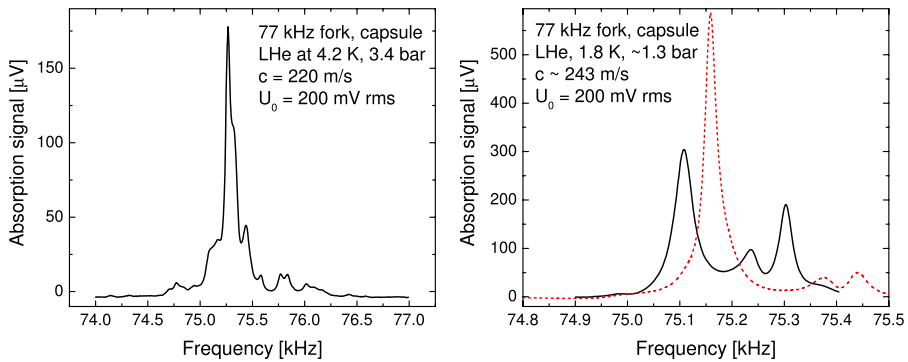 77 kHz fork, capsule
LHe at 4.2 K, 3.4 bar
c = 220 m/s
U₀ = 200 mV rms
Absorption signal [μV]
150
100
50
0
74.0 74.5 75.0 75.5 76.0 76.5 77.0
Frequency [kHz]
77 kHz fork, capsule
LHe, 1.8 K, ~1.3 bar
c ~ 243 m/s
U₀ = 200 mV rms
Absorption signal [μV]
500
400
300
200
100
0
74.8 74.9 75.0 75.1 75.2 75.3 75.4 75.5
Frequency [kHz]